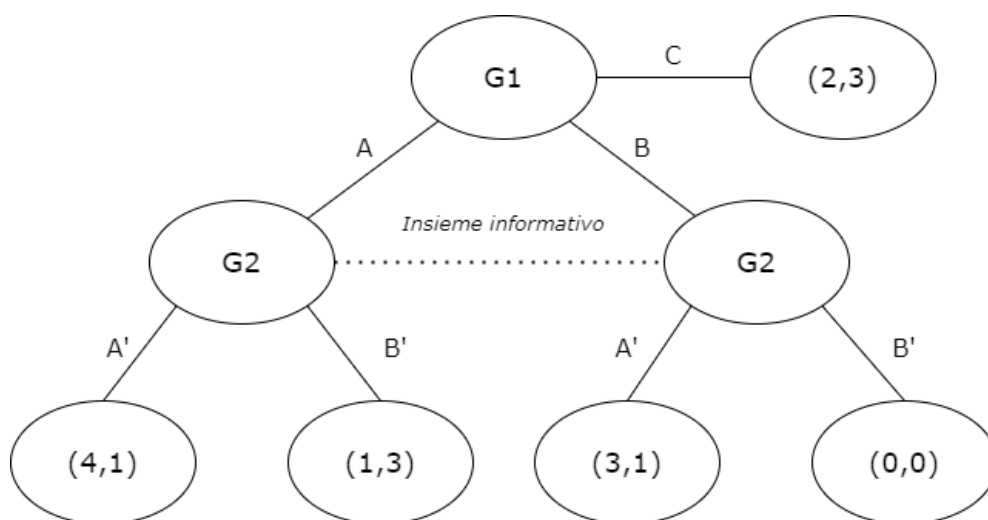 G1
C
(2,3)
A
B
Insieme informativo
G2
G2
A'
B'
A'
B'
(4,1)
(1,3)
(3,1)
(0,0)